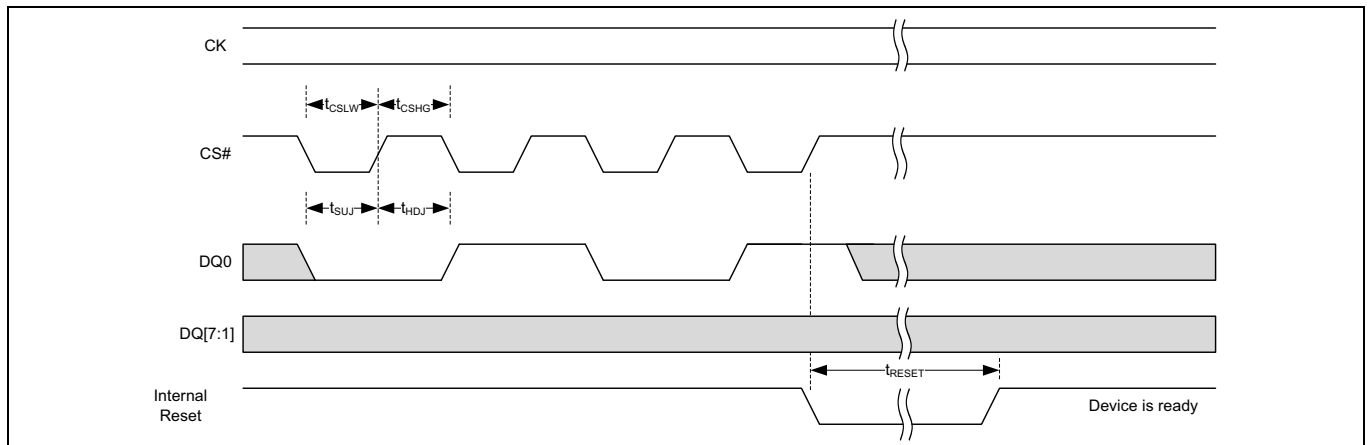 CK
tCSLW
tCSHG
CS#
tSUJ
tHDJ
DQ0
DQ[7:1]
tRESET
Internal
Reset
Device is ready